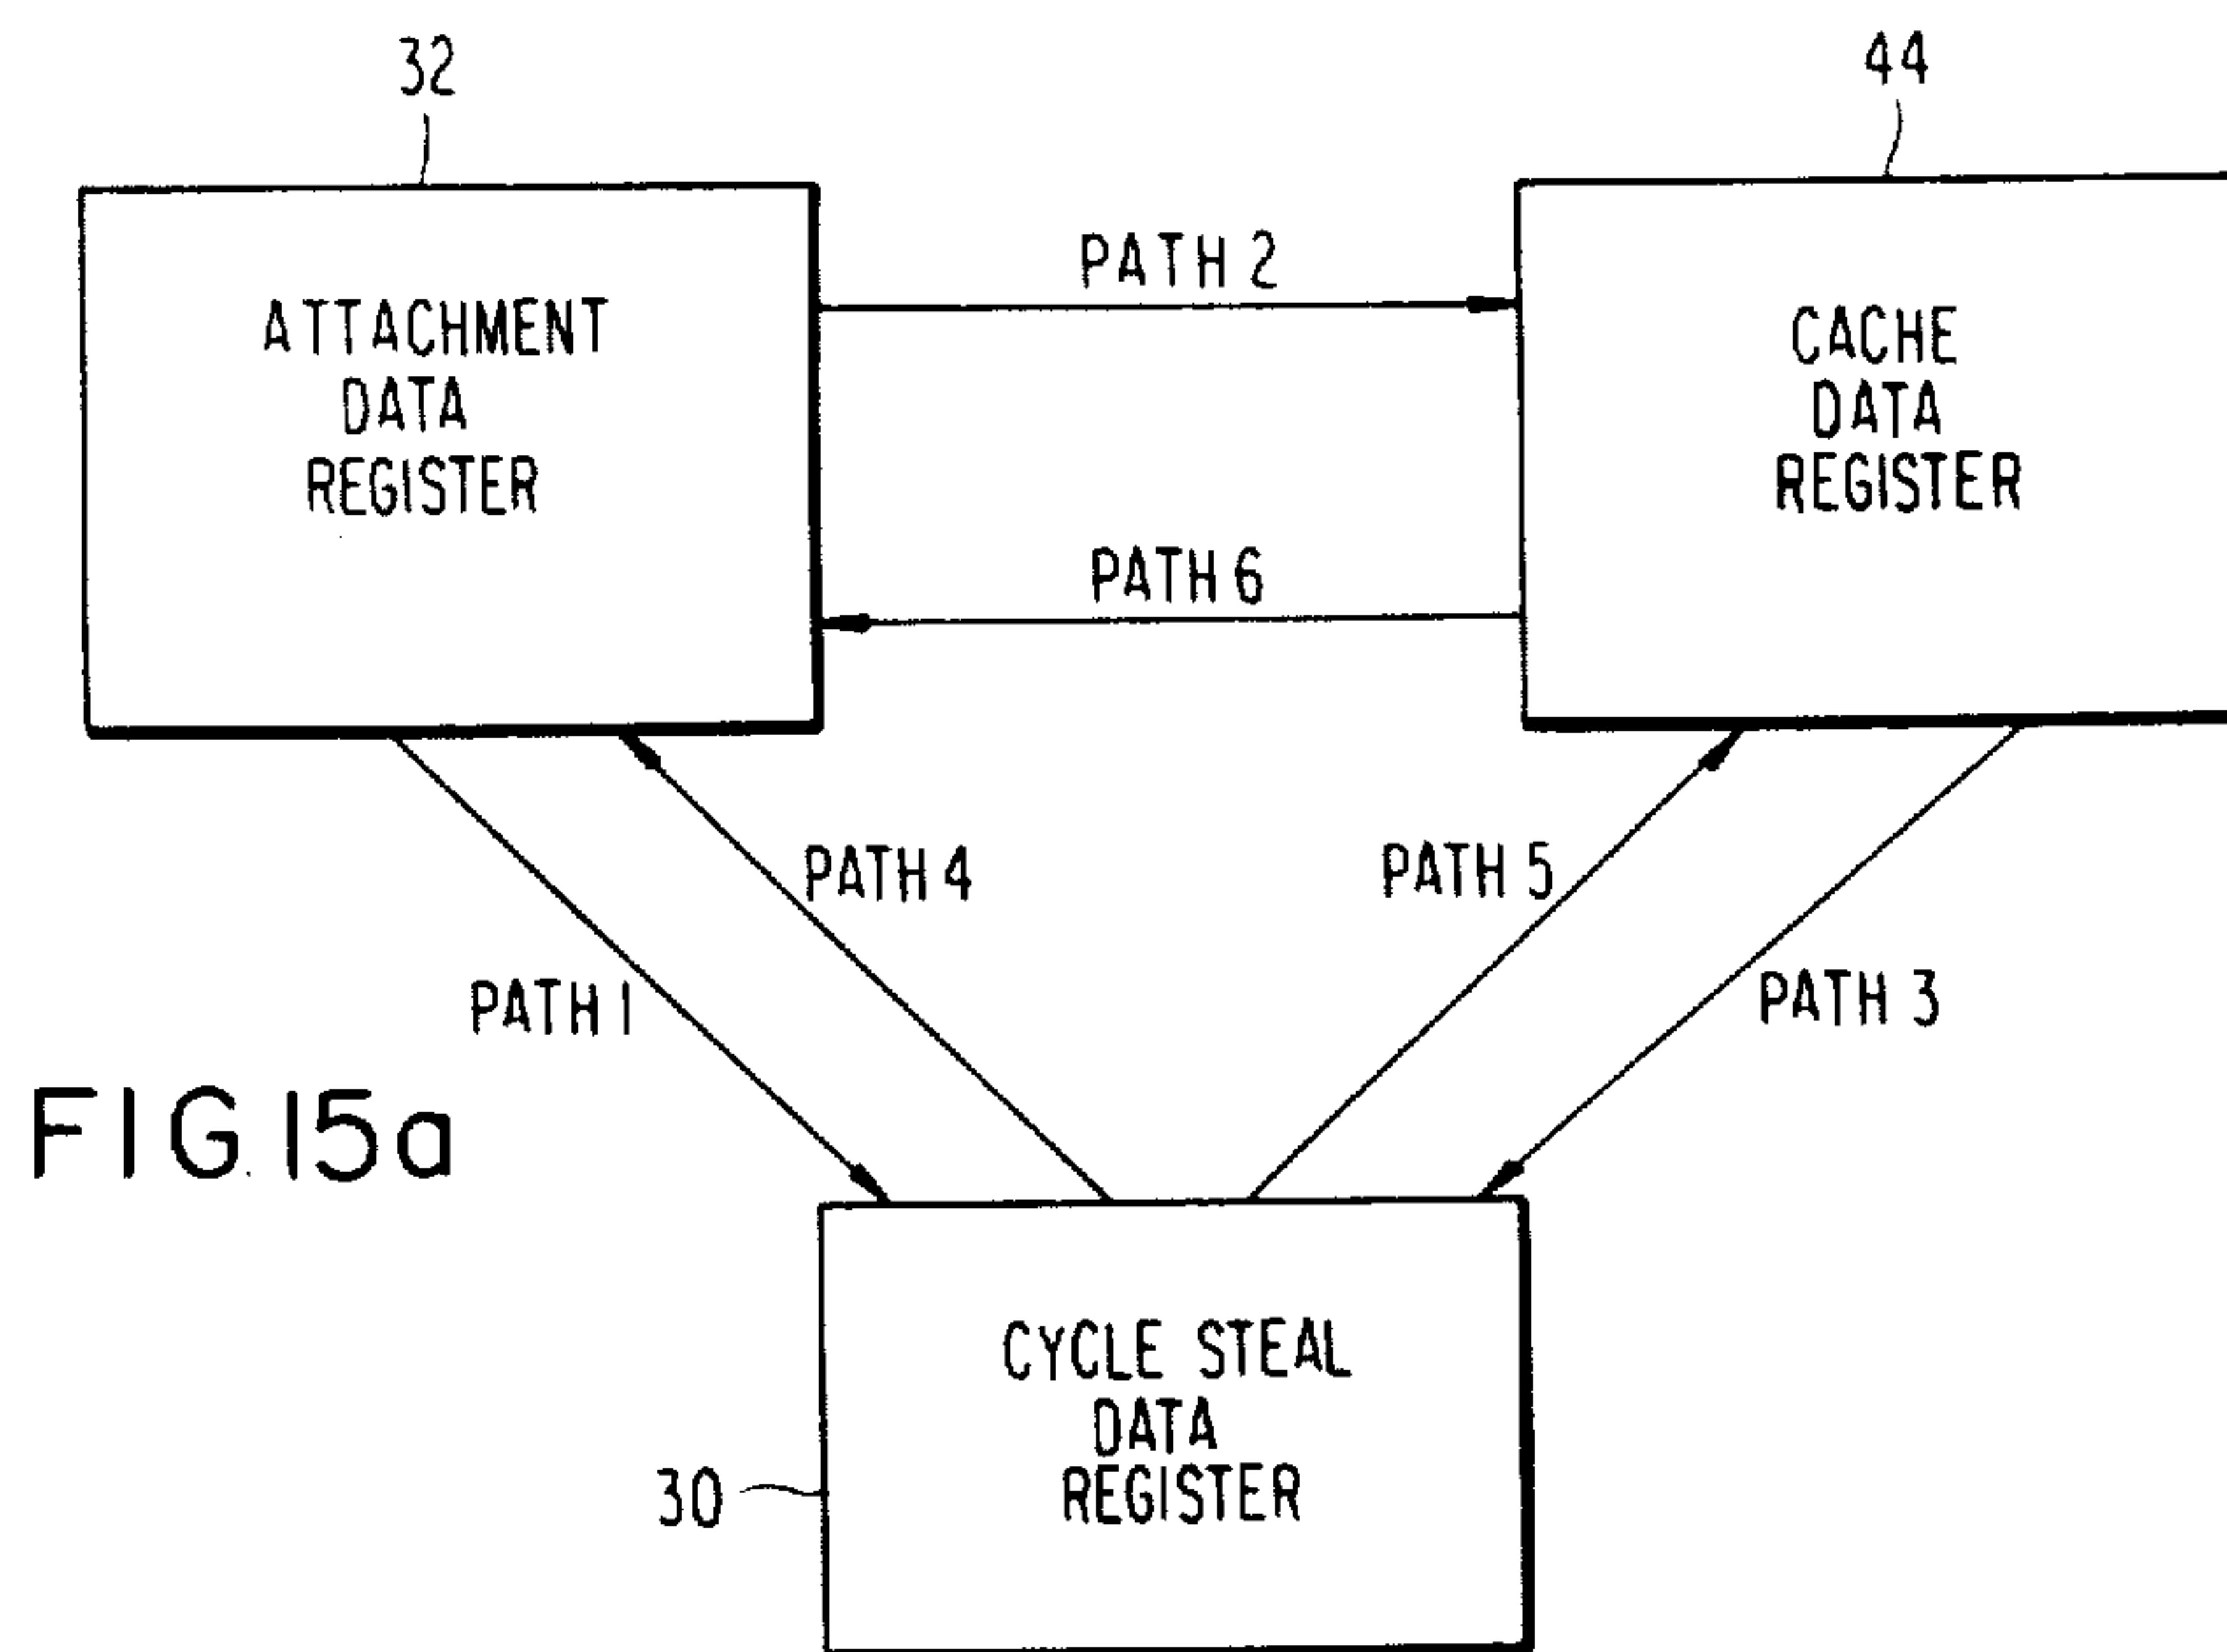 32
44
ATTACHMENT
DATA
REGISTER
PATH 2
CACHE
DATA
REGISTER
PATH 6
PATH 4
PATH 5
PATH 1
PATH 3
FIG. 15a
CYCLE STEAL
DATA
REGISTER
30